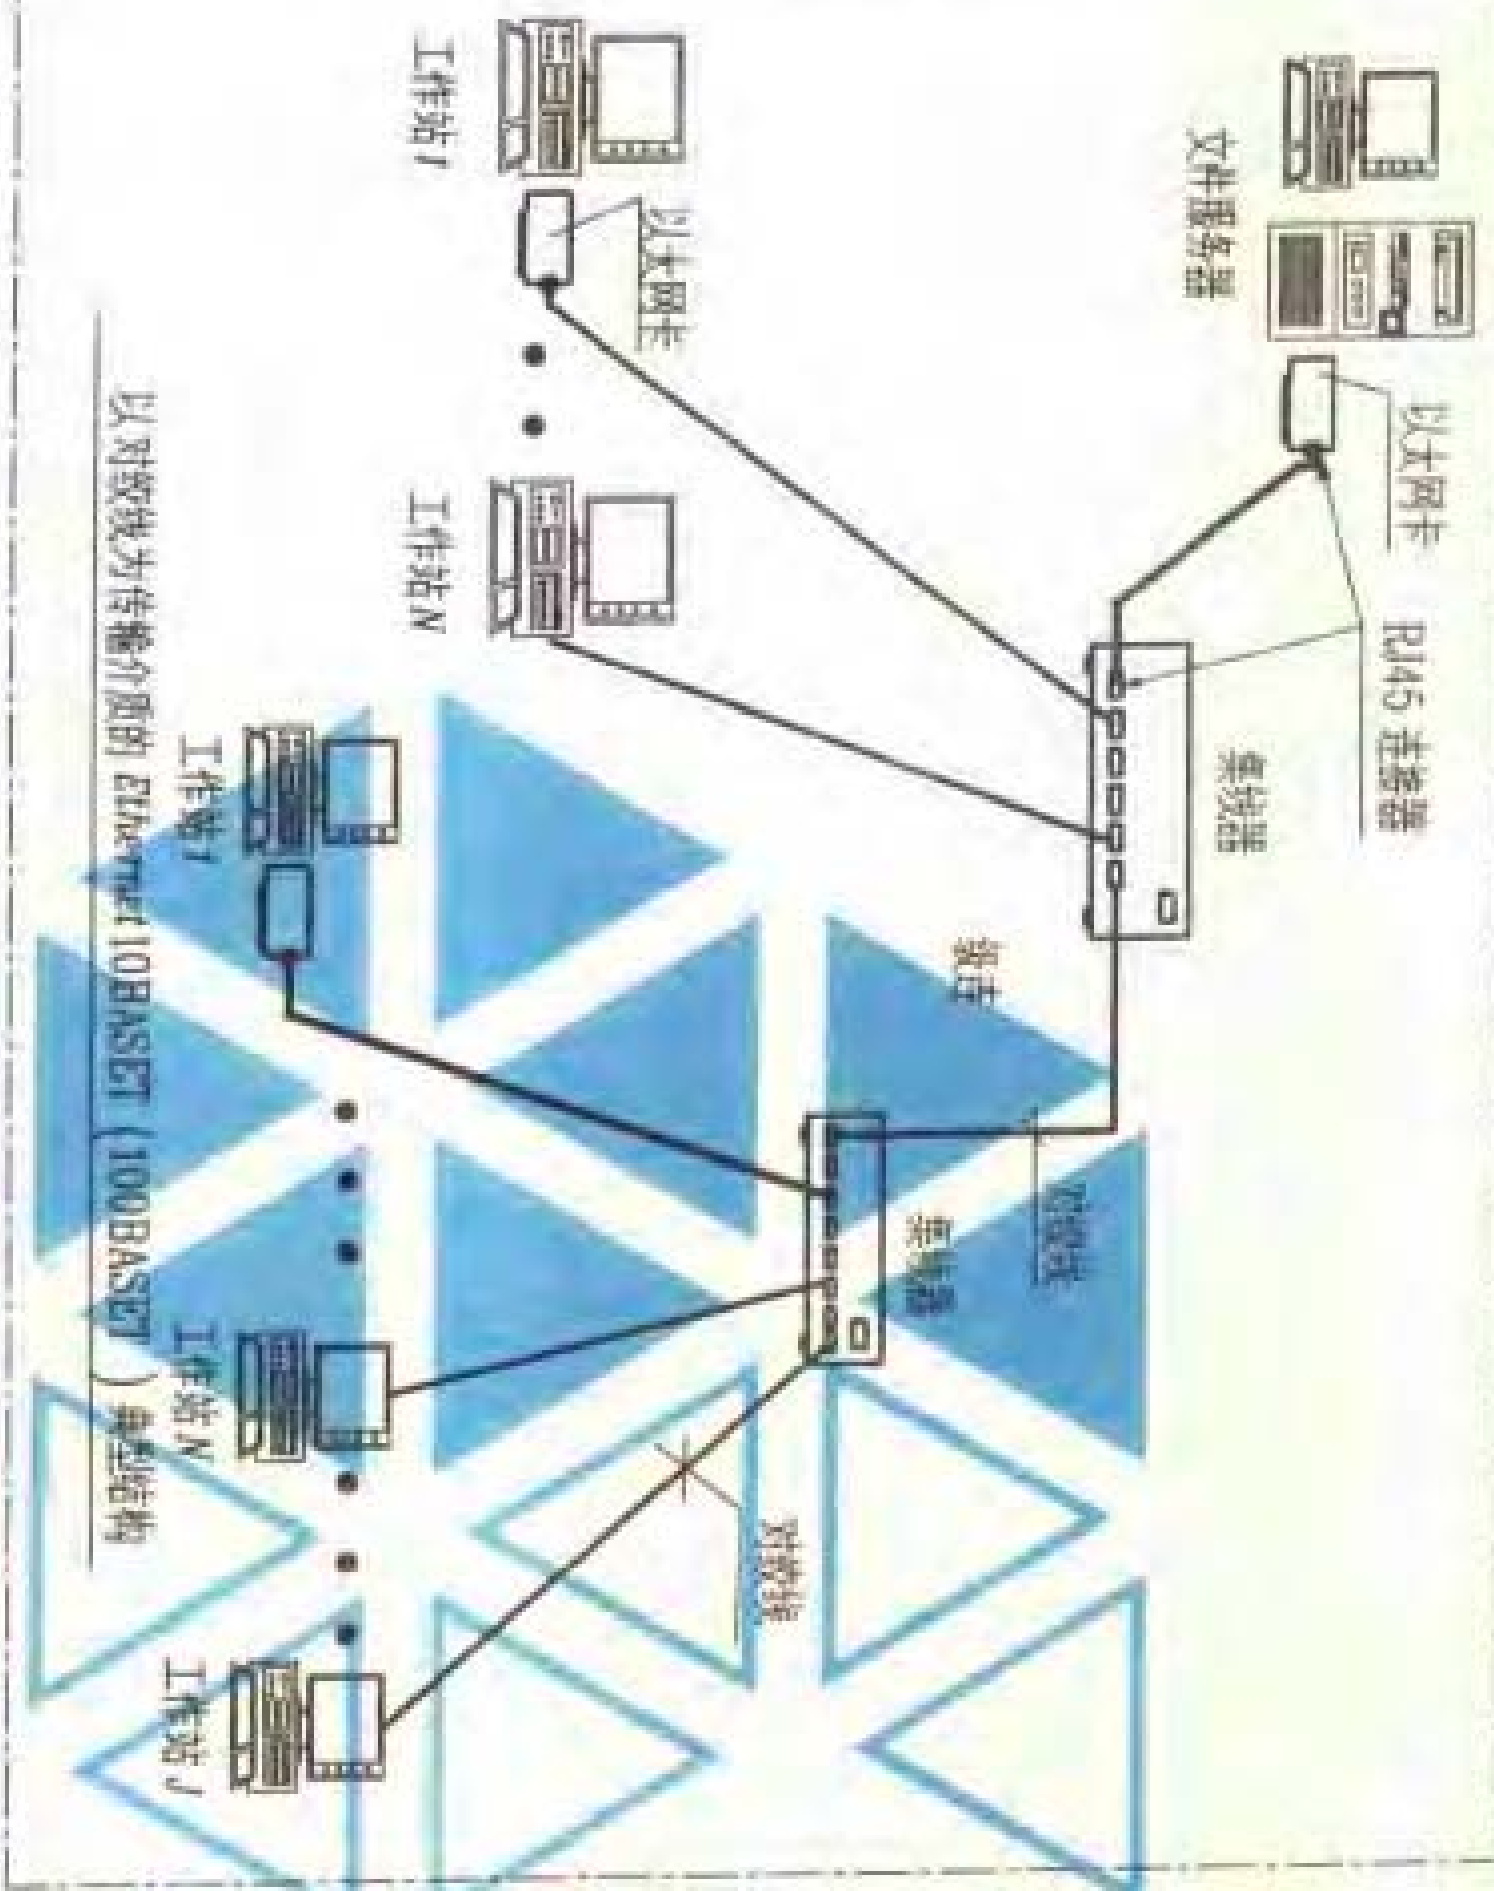 文件服务器
以太网卡
RJ45 连接器
集线器
以太网卡
工作站1
工作站N
级连
对绞线
集线器
工作站1
工作站N
对绞线
工作站J
以对绞线为传输介质的 Ethernet 10BASET (100BASET) 典型结构